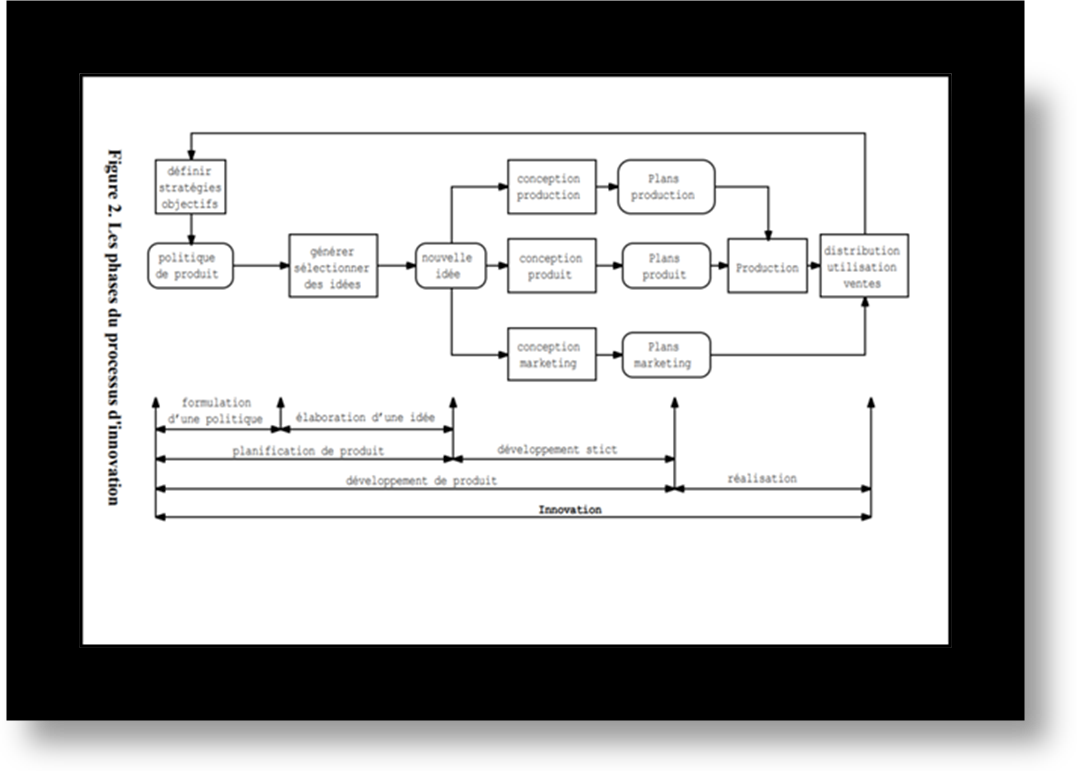 Figure 2. Les phases du processus d'innovation
définir
stratégies
objectifs
politique
de produit
générer
sélectionner
des idées
nouvelle
idée
conception
production
Plans
production
conception
produit
Plans
produit
Production
distribution
utilisation
ventes
conception
marketing
Plans
marketing
formulation
d'une politique
élaboration d'une idée
planification de produit
développement stict
développement de produit
réalisation
Innovation